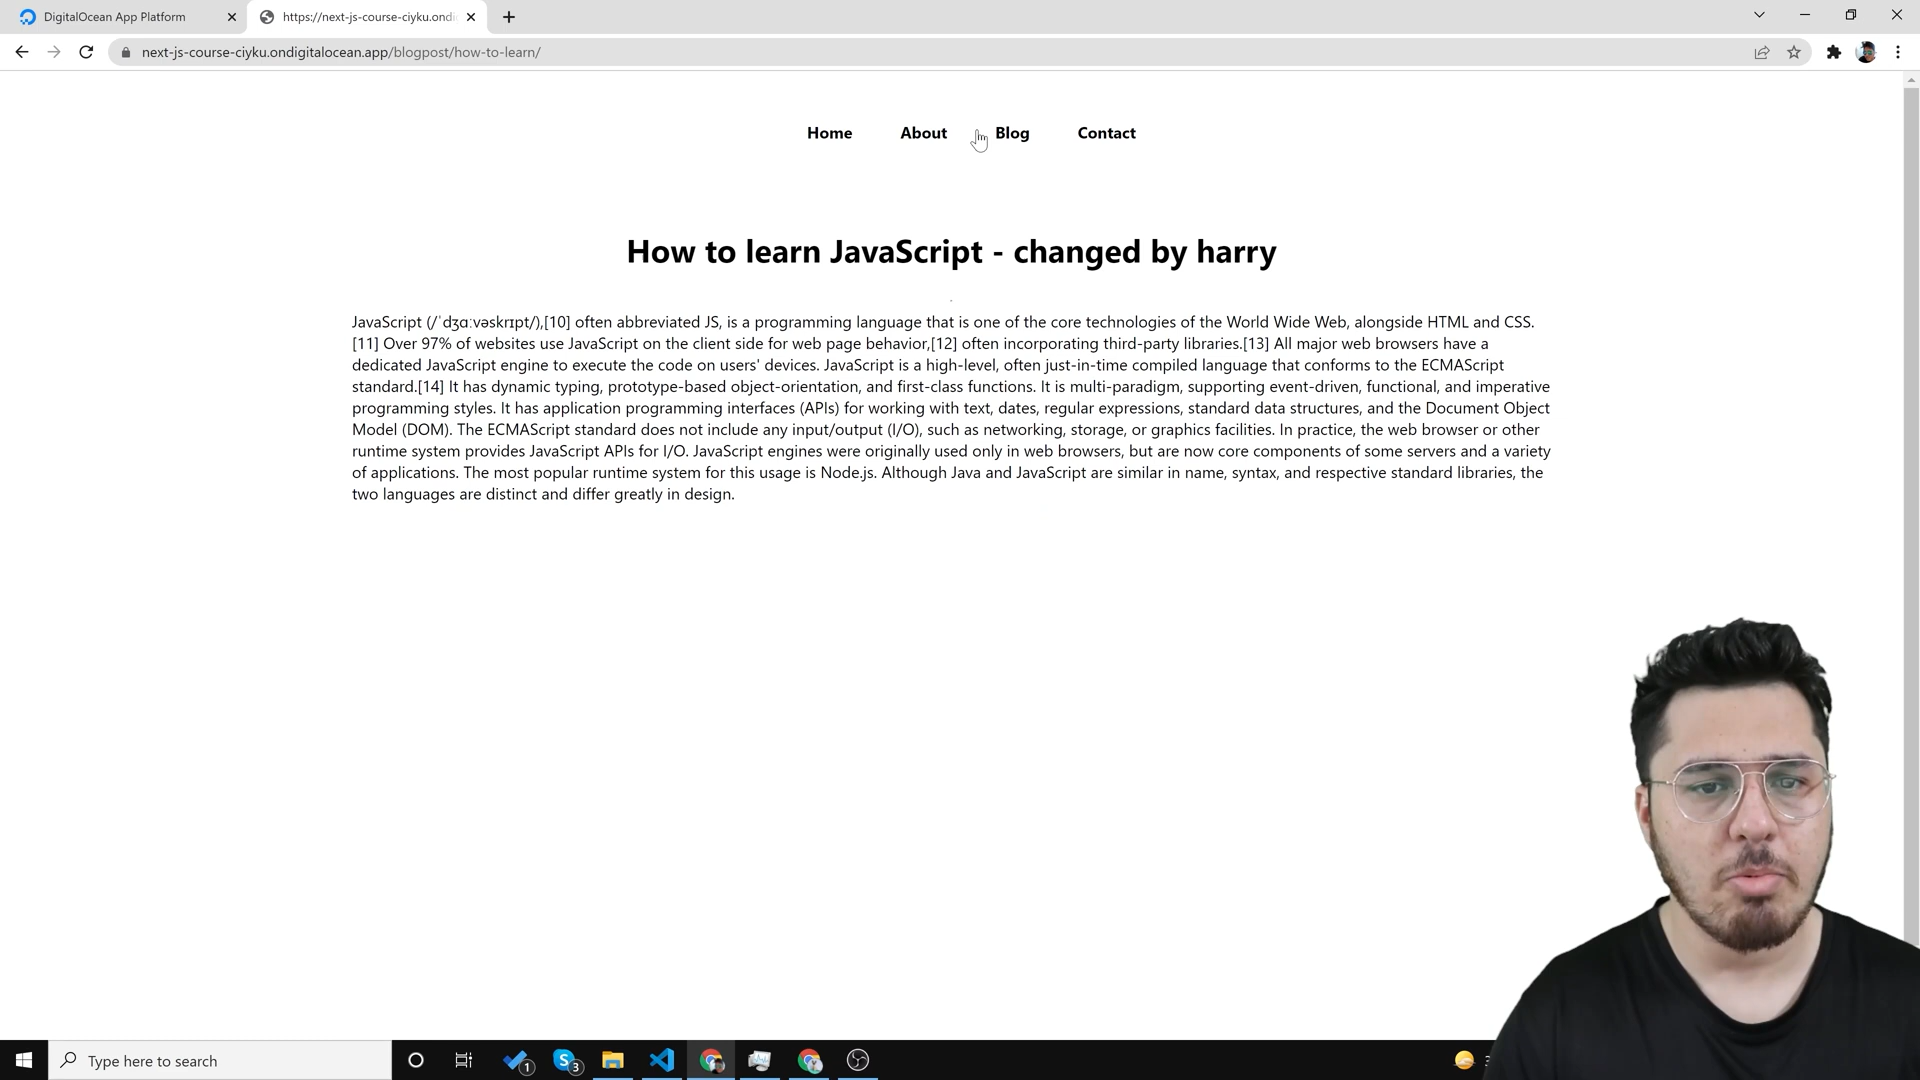 DigitalOcean App Platform
https://next-js-course-ciyku.ondi
next-js-course-ciyku.ondigitalocean.app/blogpost/how-to-learn/
Home About Blog Contact
How to learn JavaScript - changed by harry
JavaScript (/ˈdʒɑːvəskrɪpt/),[10] often abbreviated JS, is a programming language that is one of the core technologies of the World Wide Web, alongside HTML and CSS.
[11] Over 97% of websites use JavaScript on the client side for web page behavior,[12] often incorporating third-party libraries.[13] All major web browsers have a
dedicated JavaScript engine to execute the code on users' devices. JavaScript is a high-level, often just-in-time compiled language that conforms to the ECMAScript
standard.[14] It has dynamic typing, prototype-based object-orientation, and first-class functions. It is multi-paradigm, supporting event-driven, functional, and imperative
programming styles. It has application programming interfaces (APIs) for working with text, dates, regular expressions, standard data structures, and the Document Object
Model (DOM). The ECMAScript standard does not include any input/output (I/O), such as networking, storage, or graphics facilities. In practice, the web browser or other
runtime system provides JavaScript APIs for I/O. JavaScript engines were originally used only in web browsers, but are now core components of some servers and a variety
of applications. The most popular runtime system for this usage is Node.js. Although Java and JavaScript are similar in name, syntax, and respective standard libraries, the
two languages are distinct and differ greatly in design.
Type here to search
1
3